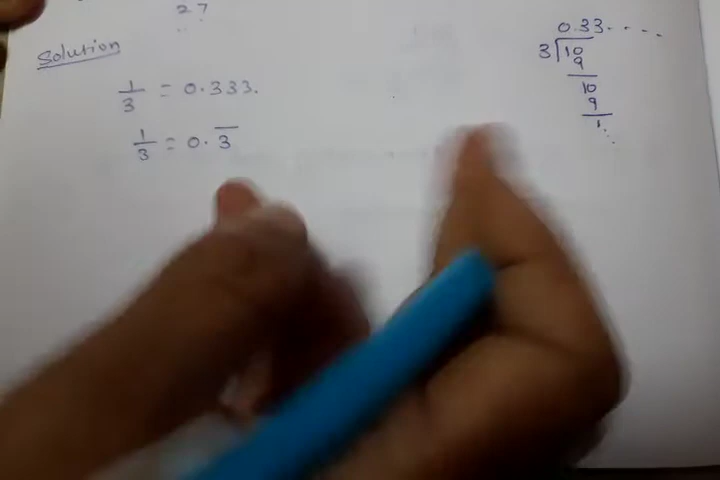 27
Solution
1/3 = 0.333.
1/3 = 0.3̅
0.33.....
3⟌10
9
10
9
1...